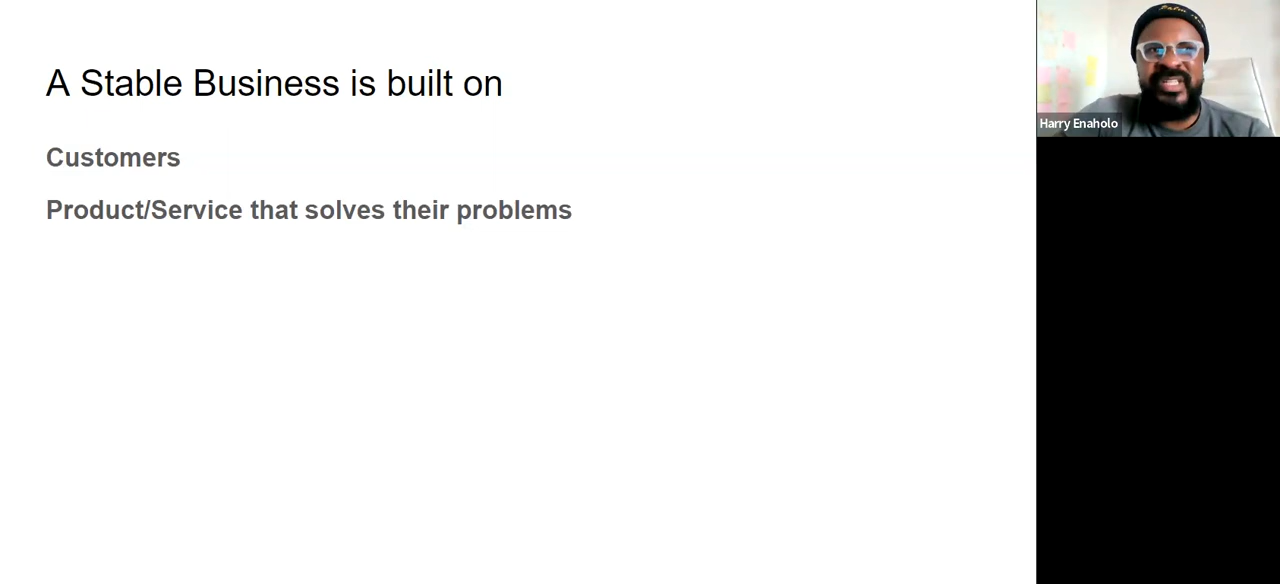 A Stable Business is built on
Customers
Product/Service that solves their problems
Harry Enaholo